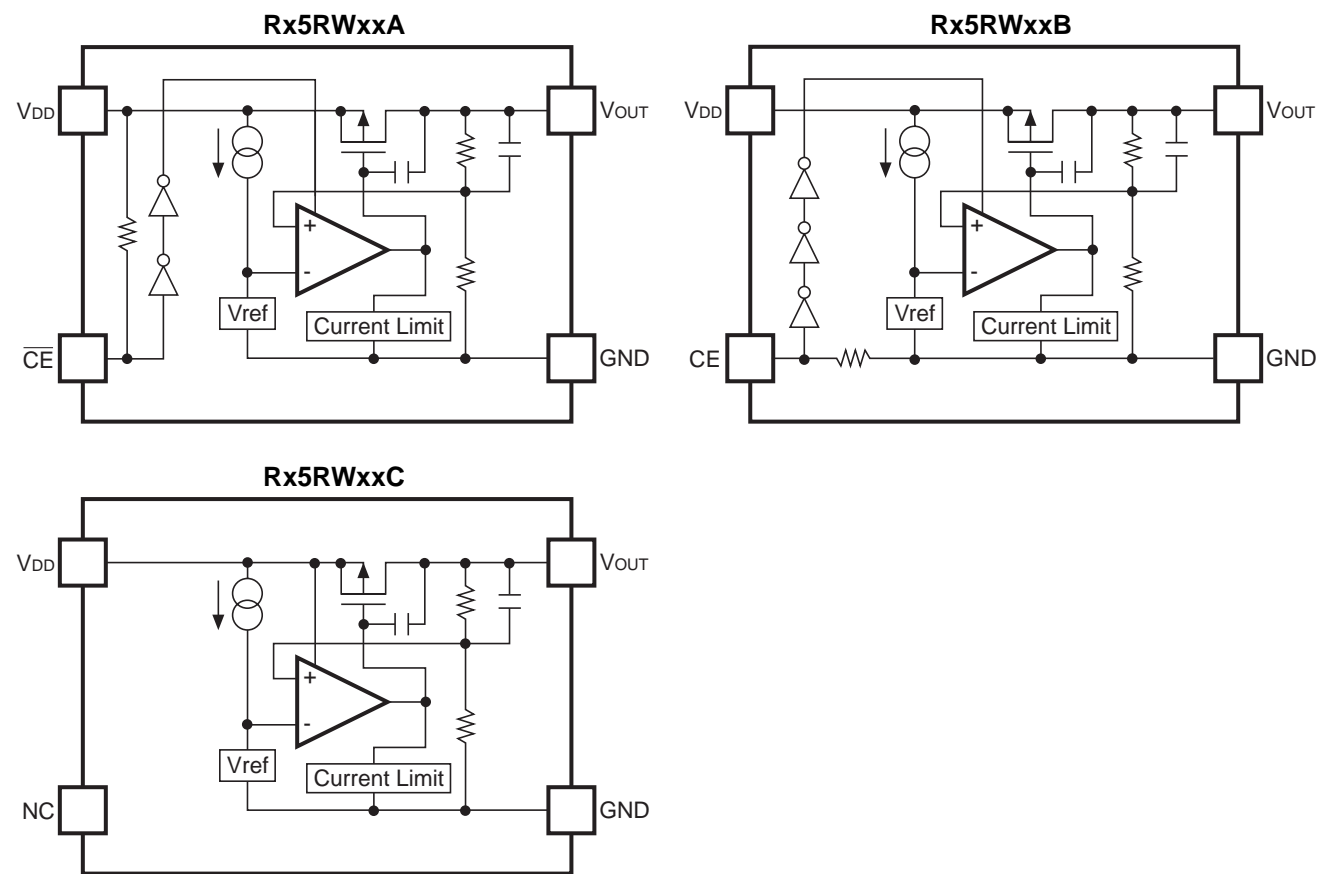 Rx5RWxxA
VDD
VOUT
+
-
Vref
Current Limit
C̅E̅
GND
Rx5RWxxB
VDD
VOUT
+
-
Vref
Current Limit
CE
GND
Rx5RWxxC
VDD
VOUT
+
-
Vref
Current Limit
NC
GND